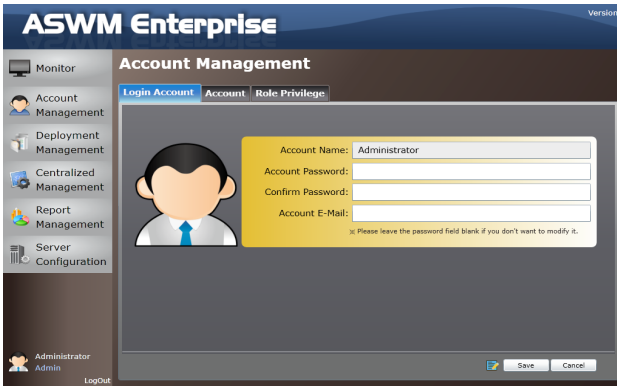 ASWM Enterprise
Version
Monitor
Account
Management
Deployment
Management
Centralized
Management
Report
Management
Server
Configuration
Administrator
Admin
LogOut
Account Management
Login Account Account Role Privilege
Account Name: Administrator
Account Password:
Confirm Password:
Account E-Mail:
※ Please leave the password field blank if you don't want to modify it.
Save Cancel